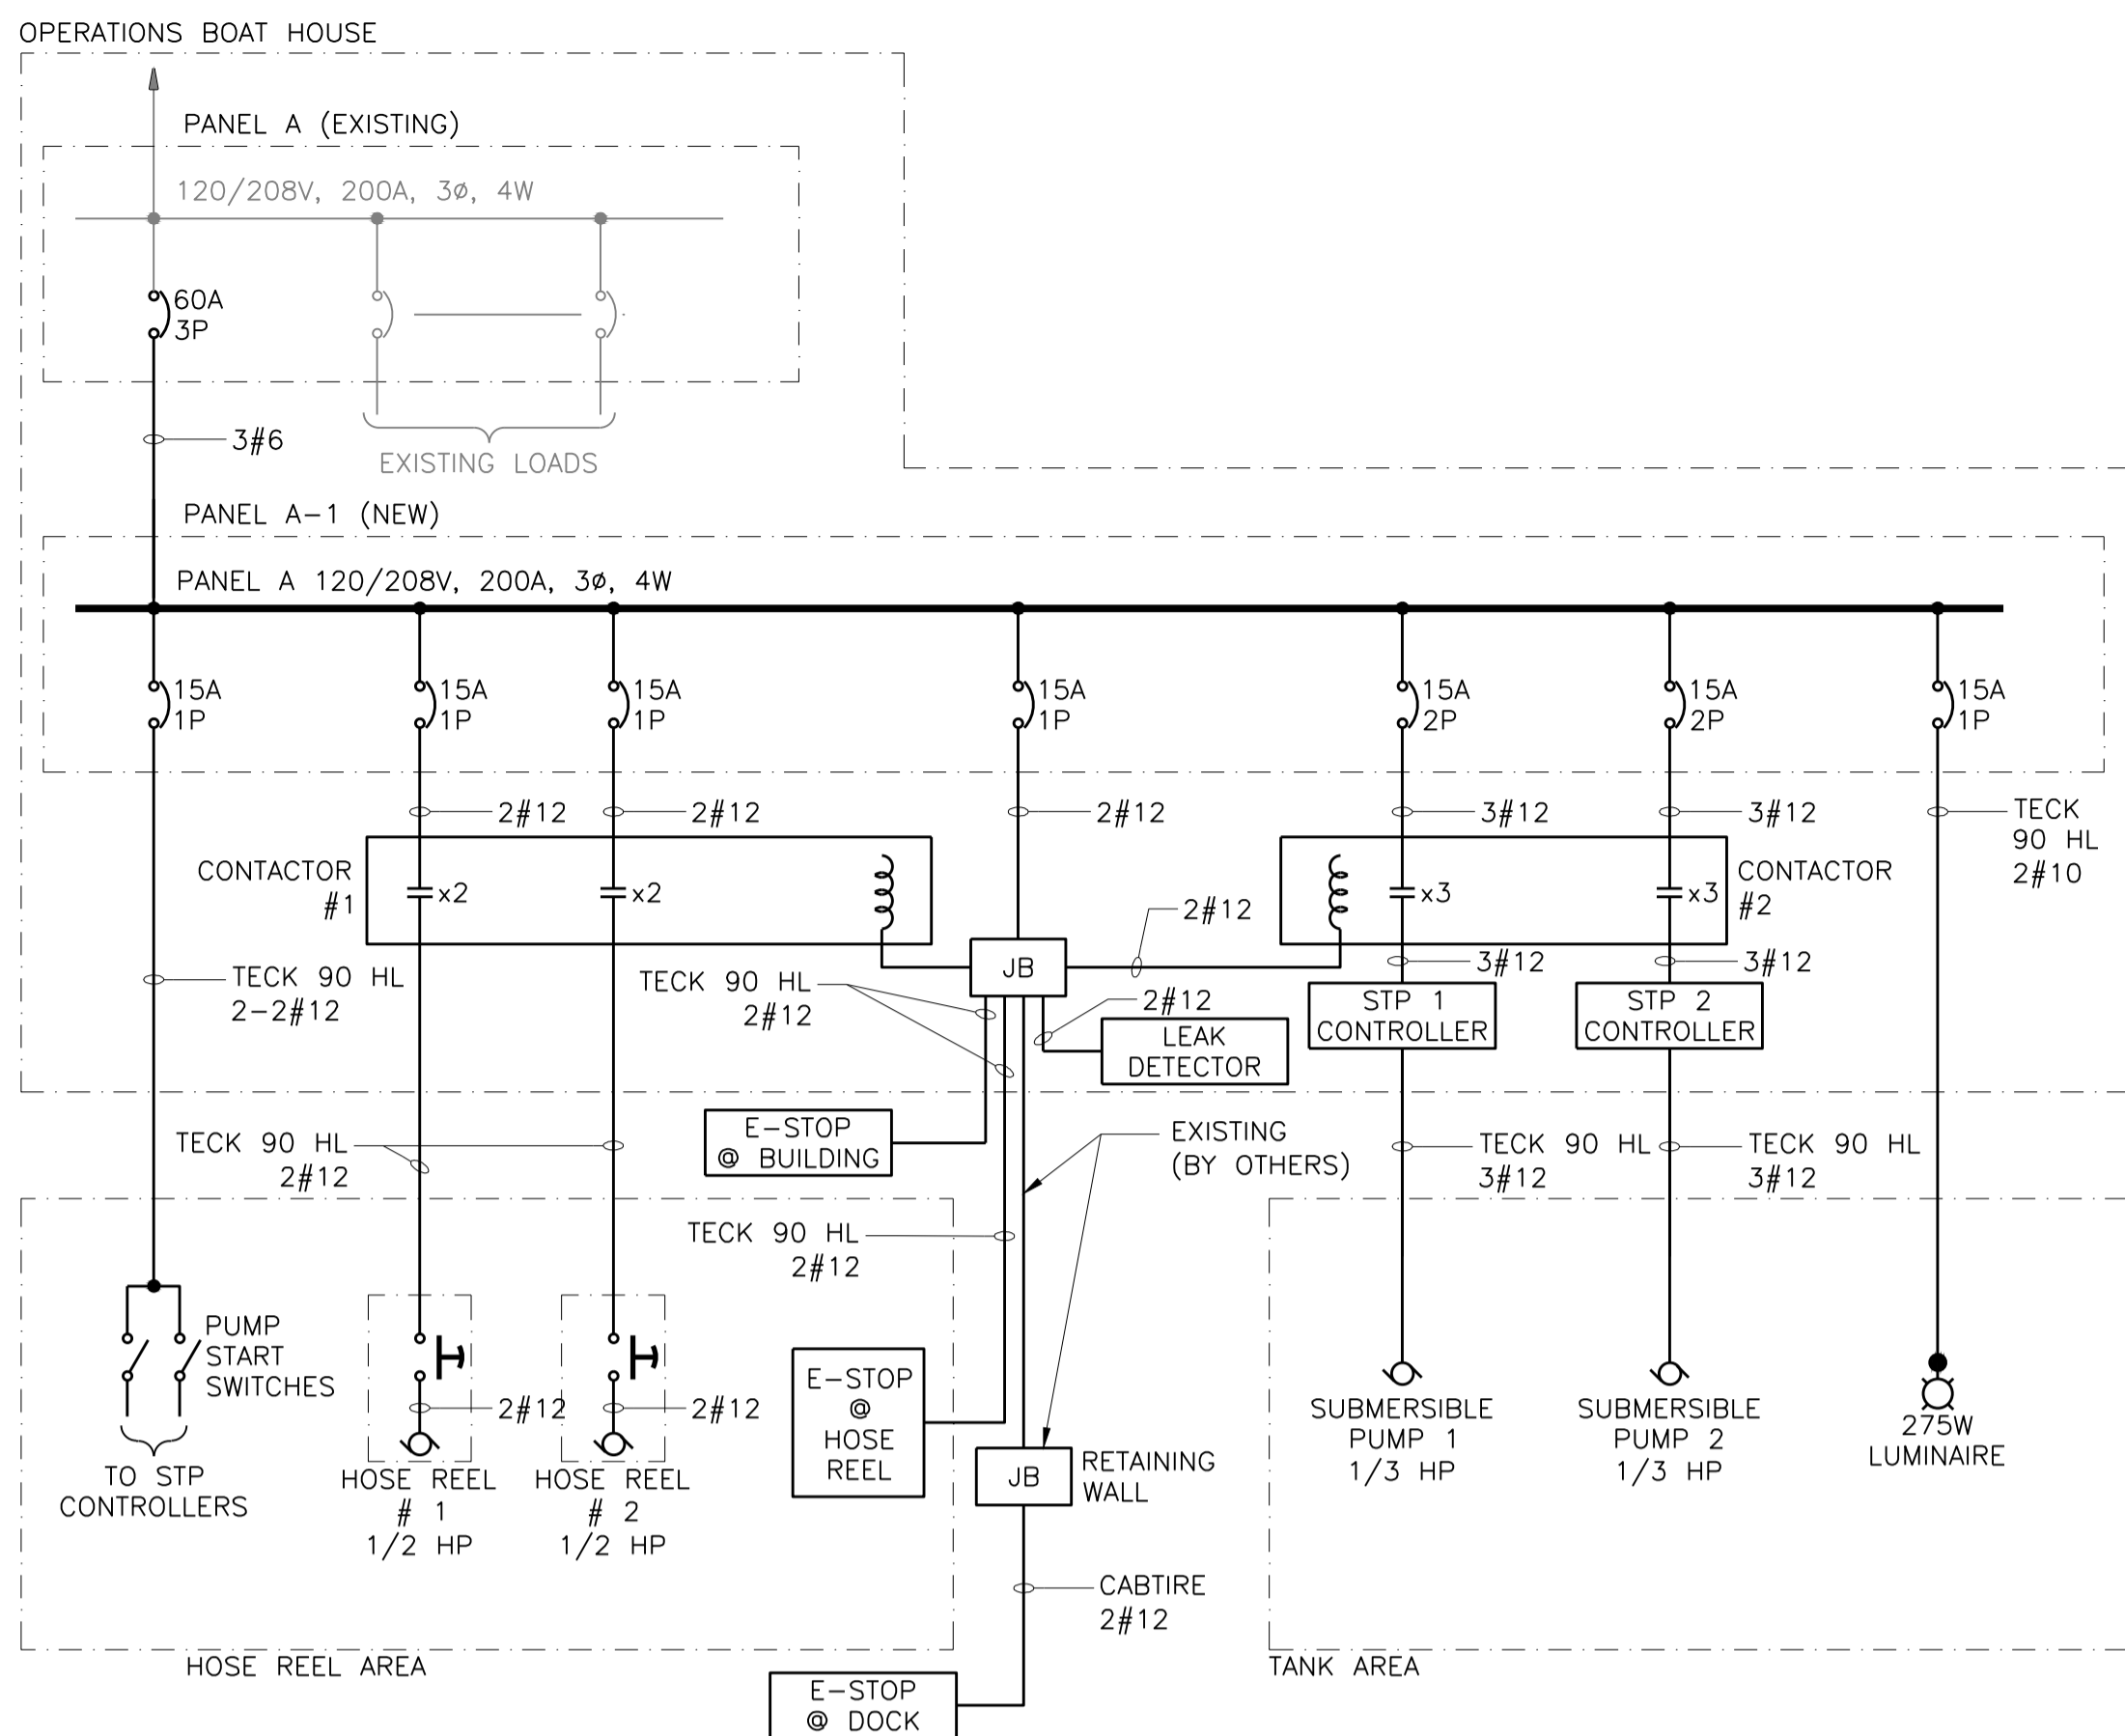 OPERATIONS BOAT HOUSE
PANEL A (EXISTING)
120/208V, 200A, 3ø, 4W
60A
3P
3#6
EXISTING LOADS
PANEL A-1 (NEW)
PANEL A 120/208V, 200A, 3ø, 4W
15A
1P
15A
1P
15A
1P
15A
1P
15A
2P
15A
2P
15A
1P
2#12
2#12
2#12
3#12
3#12
TECK
90 HL
2#10
CONTACTOR
#1
x2
x2
x3
x3
CONTACTOR
#2
2#12
JB
TECK 90 HL
2-2#12
TECK 90 HL
2#12
2#12
3#12
3#12
STP 1
CONTROLLER
STP 2
CONTROLLER
LEAK
DETECTOR
E-STOP
@ BUILDING
TECK 90 HL
2#12
EXISTING
(BY OTHERS)
TECK 90 HL
3#12
TECK 90 HL
3#12
TECK 90 HL
2#12
PUMP
START
SWITCHES
TO STP
CONTROLLERS
2#12
2#12
HOSE REEL
# 1
1/2 HP
HOSE REEL
# 2
1/2 HP
E-STOP
@
HOSE
REEL
JB
RETAINING
WALL
SUBMERSIBLE
PUMP 1
1/3 HP
SUBMERSIBLE
PUMP 2
1/3 HP
275W
LUMINAIRE
CABTIRE
2#12
HOSE REEL AREA
TANK AREA
E-STOP
@ DOCK